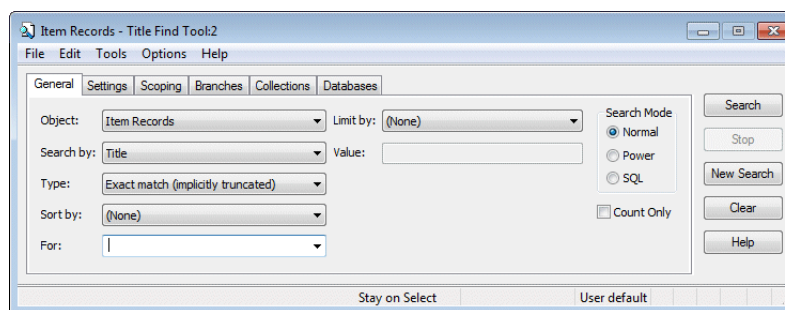 Item Records - Title Find Tool:2
File Edit Tools Options Help
General Settings Scoping Branches Collections Databases
Object: Item Records Limit by: (None)
Search by: Title Value:
Type: Exact match (implicitly truncated)
Sort by: (None)
For:
Search Mode
Normal
Power
SQL
Count Only
Search
Stop
New Search
Clear
Help
Stay on Select User default